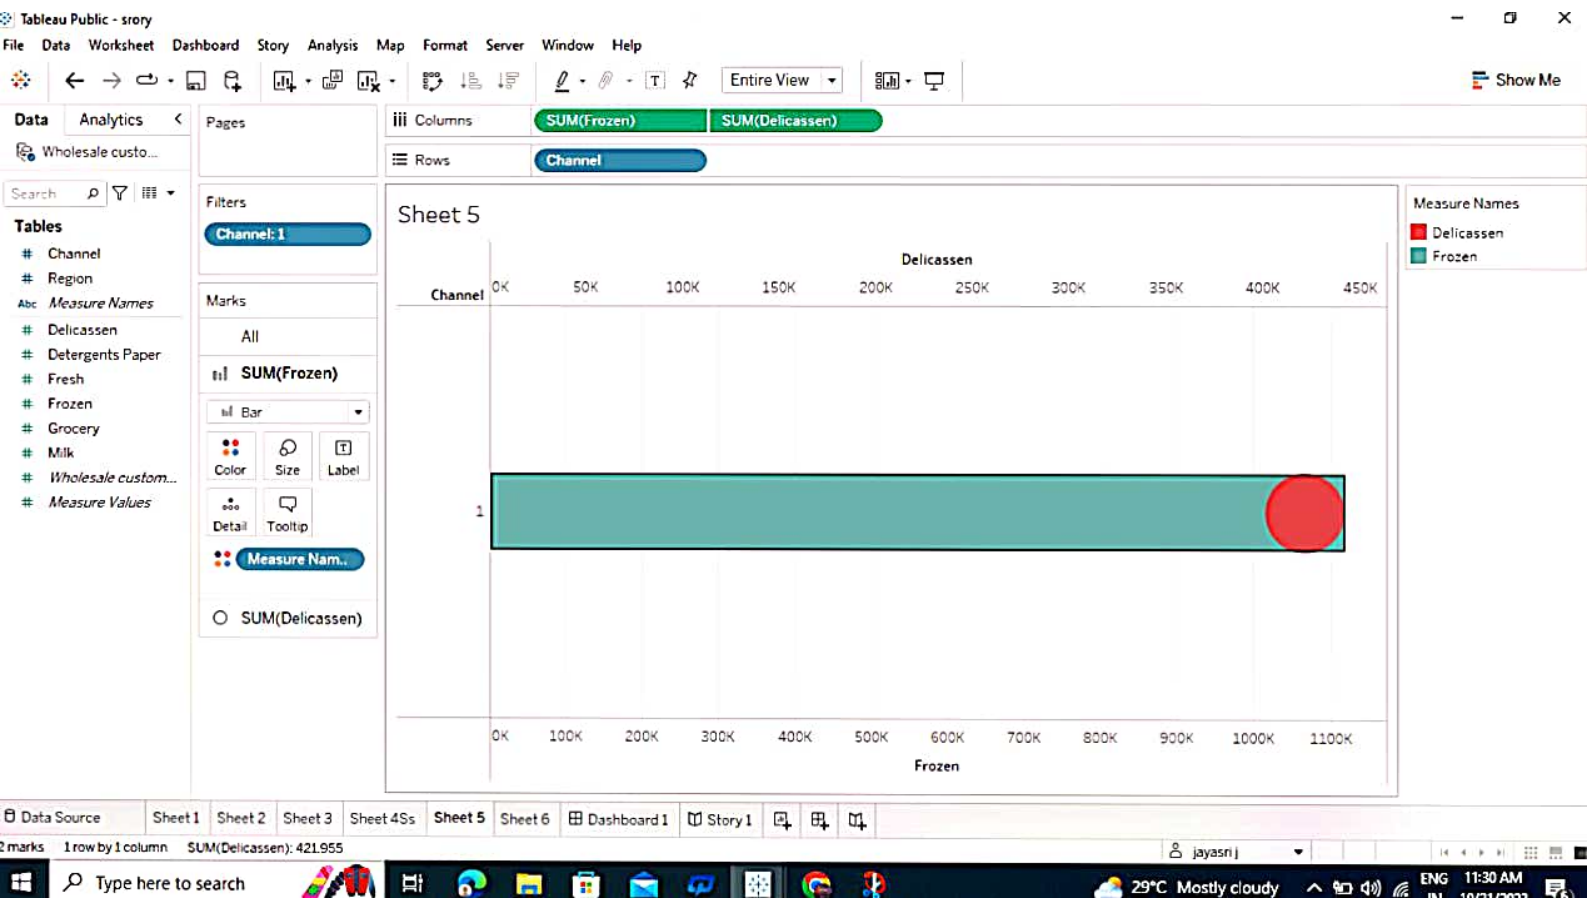 Tableau Public - srory
File Data Worksheet Dashboard Story Analysis Map Format Server Window Help
Entire View
Show Me
Data Analytics
Pages
Columns
SUM(Frozen) SUM(Delicassen)
Wholesale custo...
Rows
Channel
Search
Filters
Channel: 1
Tables
# Channel
# Region
Abc Measure Names
# Delicassen
# Detergents Paper
# Fresh
# Frozen
# Grocery
# Milk
# Wholesale custom...
# Measure Values
Marks
All
SUM(Frozen)
Bar
Color Size Label
Detail Tooltip
Measure Nam..
SUM(Delicassen)
Sheet 5
Delicassen
Channel 0K 50K 100K 150K 200K 250K 300K 350K 400K 450K
1
0K 100K 200K 300K 400K 500K 600K 700K 800K 900K 1000K 1100K
Frozen
Measure Names
Delicassen
Frozen
Data Source Sheet 1 Sheet 2 Sheet 3 Sheet 4Ss Sheet 5 Sheet 6 Dashboard 1 Story 1
2 marks 1 row by 1 column SUM(Delicassen): 421.955
jayasri j
Type here to search
29°C Mostly cloudy
ENG 11:30 AM
IN